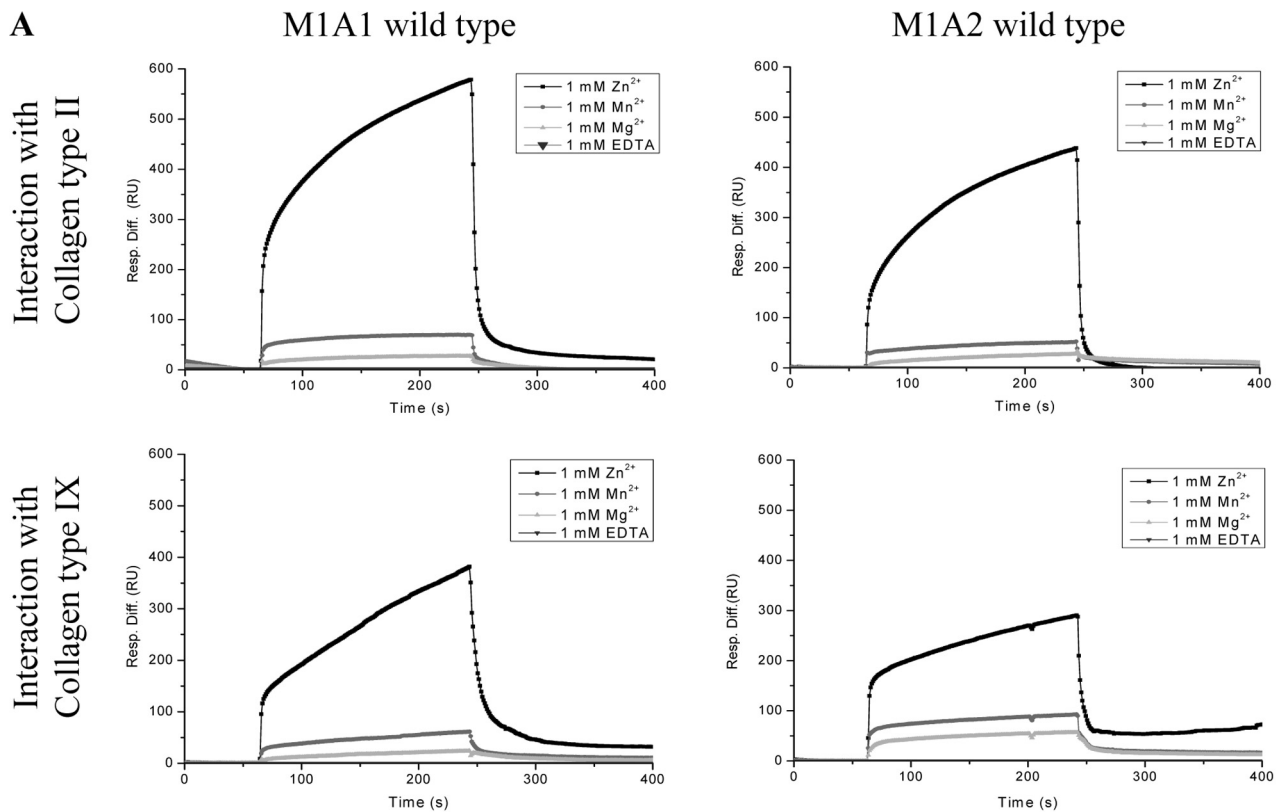 A
M1A1 wild type
M1A2 wild type
Interaction with
Collagen type II
Resp. Diff. (RU)
600
500
400
300
200
100
0
0 100 200 300 400
Time (s)
1 mM Zn²⁺
1 mM Mn²⁺
1 mM Mg²⁺
1 mM EDTA
Resp. Diff. (RU)
600
500
400
300
200
100
0
0 100 200 300 400
Time (s)
1 mM Zn²⁺
1 mM Mn²⁺
1 mM Mg²⁺
1 mM EDTA
Interaction with
Collagen type IX
Resp. Diff. (RU)
600
500
400
300
200
100
0
0 100 200 300 400
Time (s)
1 mM Zn²⁺
1 mM Mn²⁺
1 mM Mg²⁺
1 mM EDTA
Resp. Diff.(RU)
600
500
400
300
200
100
0
0 100 200 300 400
Time (s)
1 mM Zn²⁺
1 mM Mn²⁺
1 mM Mg²⁺
1 mM EDTA